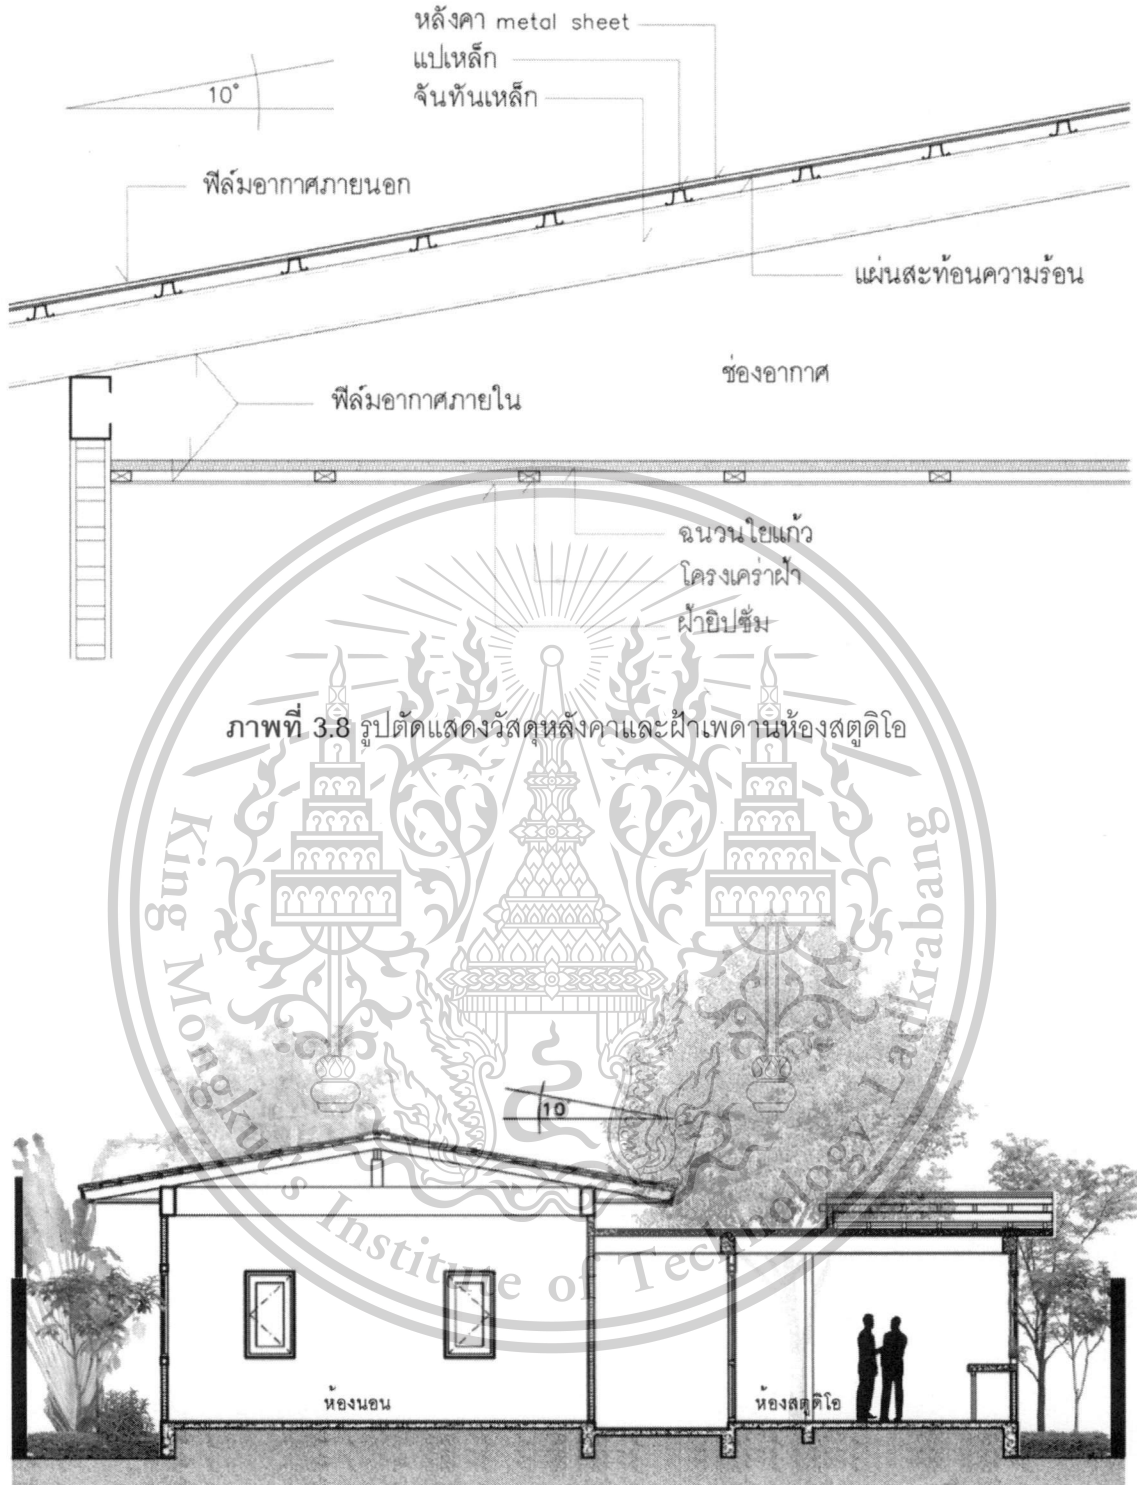 หลังคา metal sheet
แปเหล็ก
จันทันเหล็ก
10°
ฟิล์มอากาศภายนอก
แผ่นสะท้อนความร้อน
ช่องอากาศ
ฟิล์มอากาศภายใน
ฉนวนใยแก้ว
โครงเคร่าฝ้า
ฝ้ายิปซั่ม
ภาพที่ 3.8 รูปตัดแสดงวัสดุหลังคาและฝ้าเพดานห้องสตูดิโอ
King Mongkut's Institute of Technology Ladkrabang
10°
ห้องนอน
ห้องสตูดิโอ